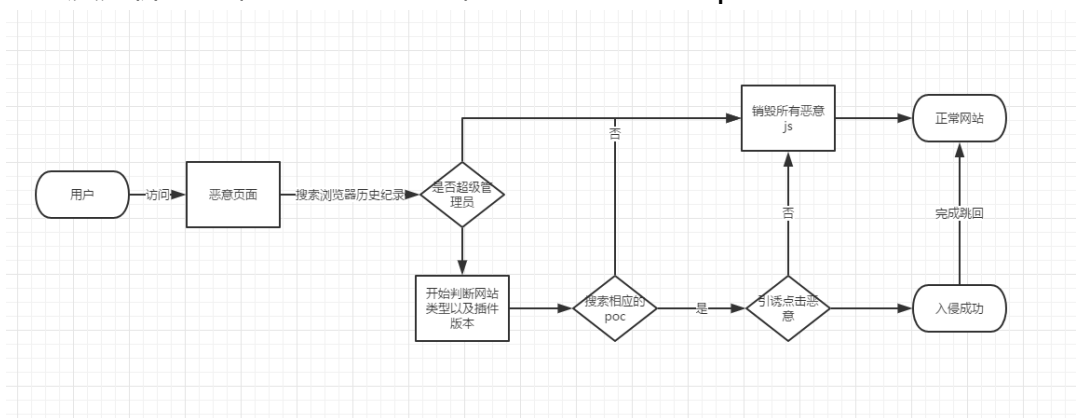 销毁所有恶意
js
正常网站
否
用户
访问
恶意页面
搜索浏览器历史纪录
是否超级管
理员
否
完成跳回
开始判断网站
类型以及插件
版本
搜索相应的
poc
是
引诱点击恶
意
入侵成功